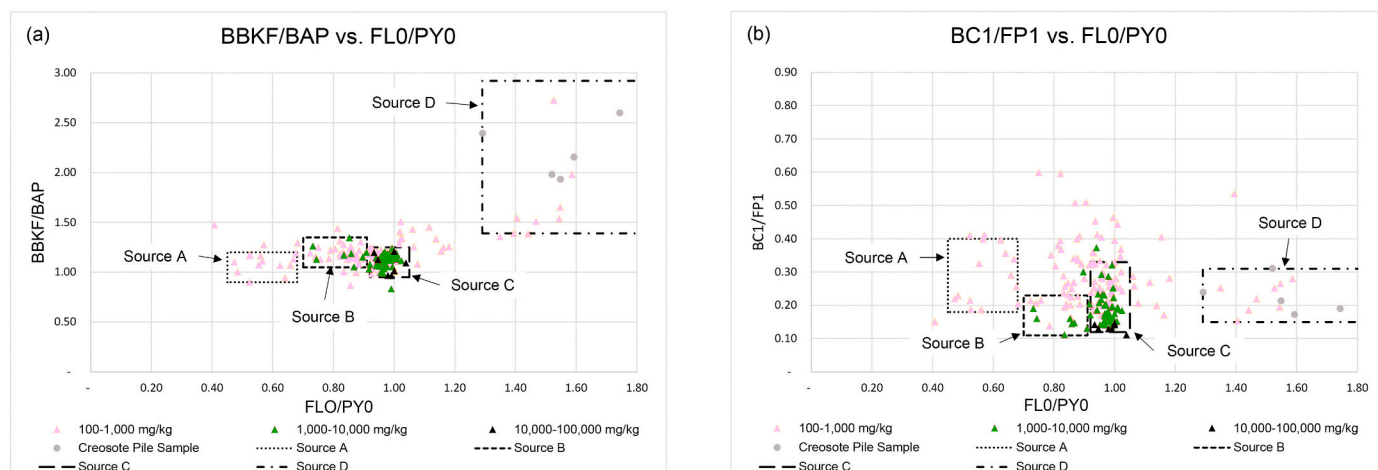 (a)
BBKF/BAP vs. FL0/PY0
3.00
2.50
2.00
1.50
1.00
0.50
-
BBKF/BAP
Source D
Source A
Source B
Source C
- 0.20 0.40 0.60 0.80 1.00 1.20 1.40 1.60 1.80
FLO/PY0
100-1,000 mg/kg 1,000-10,000 mg/kg 10,000-100,000 mg/kg
Creosote Pile Sample Source A Source B
Source C Source D
(b)
BC1/FP1 vs. FL0/PY0
0.90
0.80
0.70
0.60
0.50
0.40
0.30
0.20
0.10
-
BC1/FP1
Source A
Source D
Source B
Source C
- 0.20 0.40 0.60 0.80 1.00 1.20 1.40 1.60 1.80
FL0/PY0
100-1,000 mg/kg 1,000-10,000 mg/kg 10,000-100,000 mg/kg
Creosote Pile Sample Source A Source B
Source C Source D